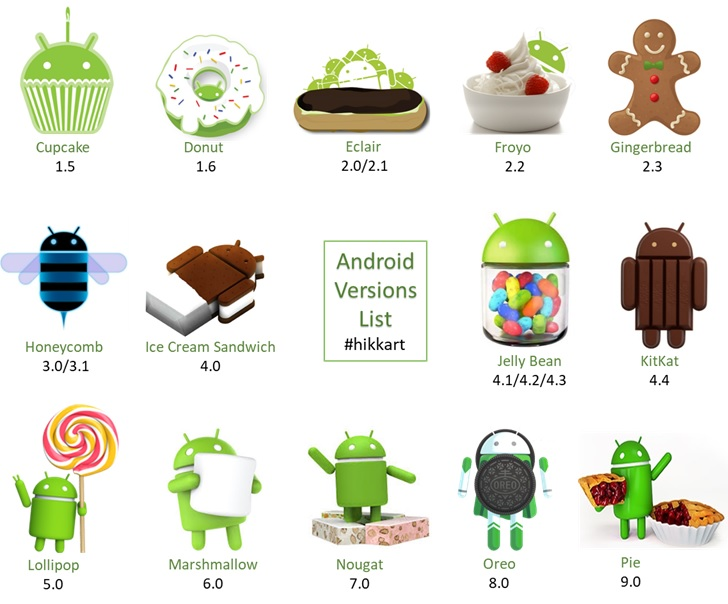 Cupcake
1.5
Donut
1.6
Eclair
2.0/2.1
Froyo
2.2
Gingerbread
2.3
Honeycomb
3.0/3.1
Ice Cream Sandwich
4.0
Android
Versions
List
#hikkart
Jelly Bean
4.1/4.2/4.3
KitKat
4.4
Lollipop
5.0
Marshmallow
6.0
Nougat
7.0
OREO
Oreo
8.0
Pie
9.0